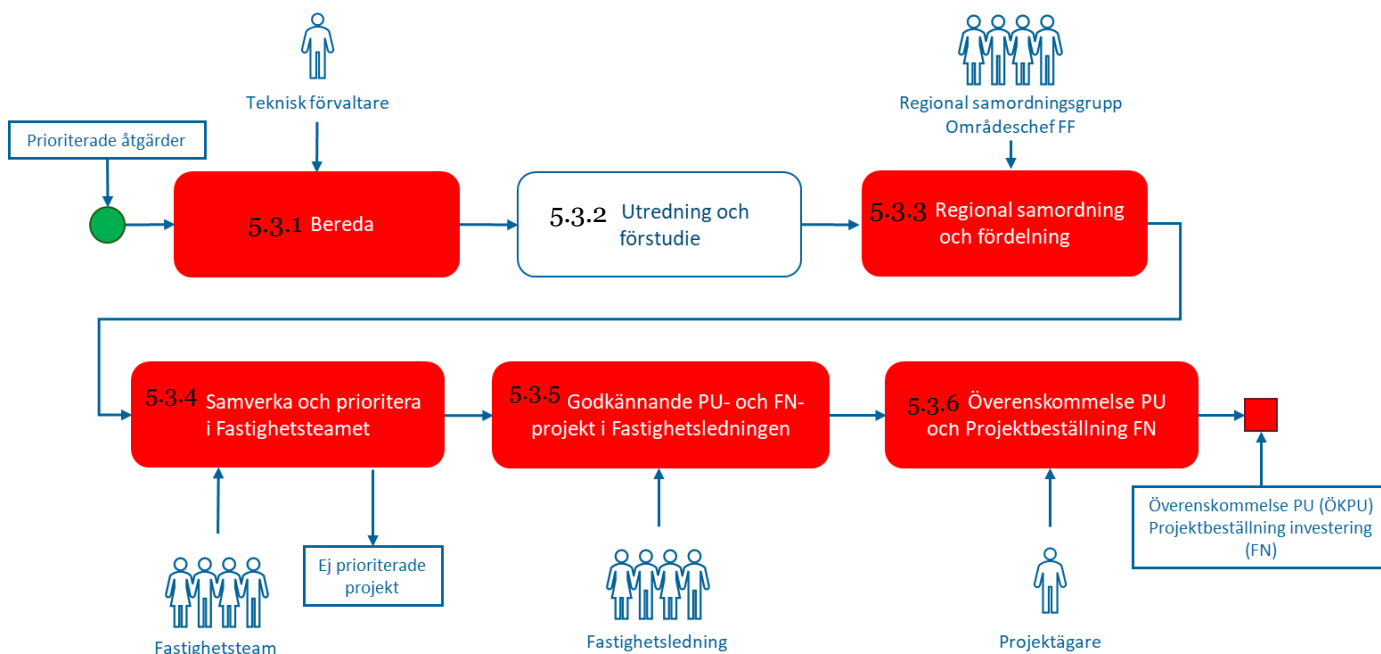 Teknisk förvaltare
Regional samordningsgrupp
Områdeschef FF
Prioriterade åtgärder
5.3.1 Bereda
5.3.2 Utredning och
förstudie
5.3.3 Regional samordning
och fördelning
5.3.4 Samverka och prioritera
i Fastighetsteamet
5.3.5 Godkännande PU- och FN-
projekt i Fastighetsledningen
5.3.6 Överenskommelse PU
och Projektbeställning FN
Överenskommelse PU (ÖKPU)
Projektbeställning investering
(FN)
Ej prioriterade
projekt
Fastighetsteam
Fastighetsledning
Projektägare